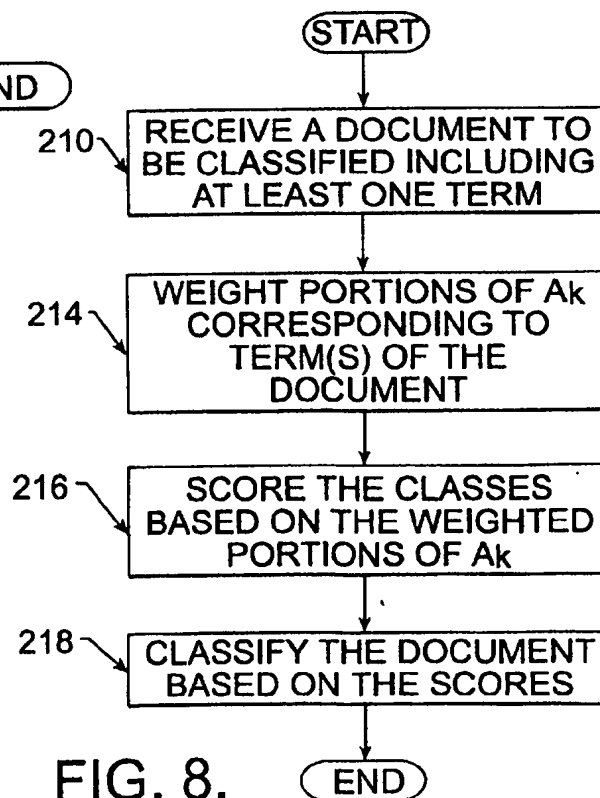 START
ND
210
RECEIVE A DOCUMENT TO
BE CLASSIFIED INCLUDING
AT LEAST ONE TERM
214
WEIGHT PORTIONS OF Ak
CORRESPONDING TO
TERM(S) OF THE
DOCUMENT
216
SCORE THE CLASSES
BASED ON THE WEIGHTED
PORTIONS OF Ak
218
CLASSIFY THE DOCUMENT
BASED ON THE SCORES
FIG. 8.
END